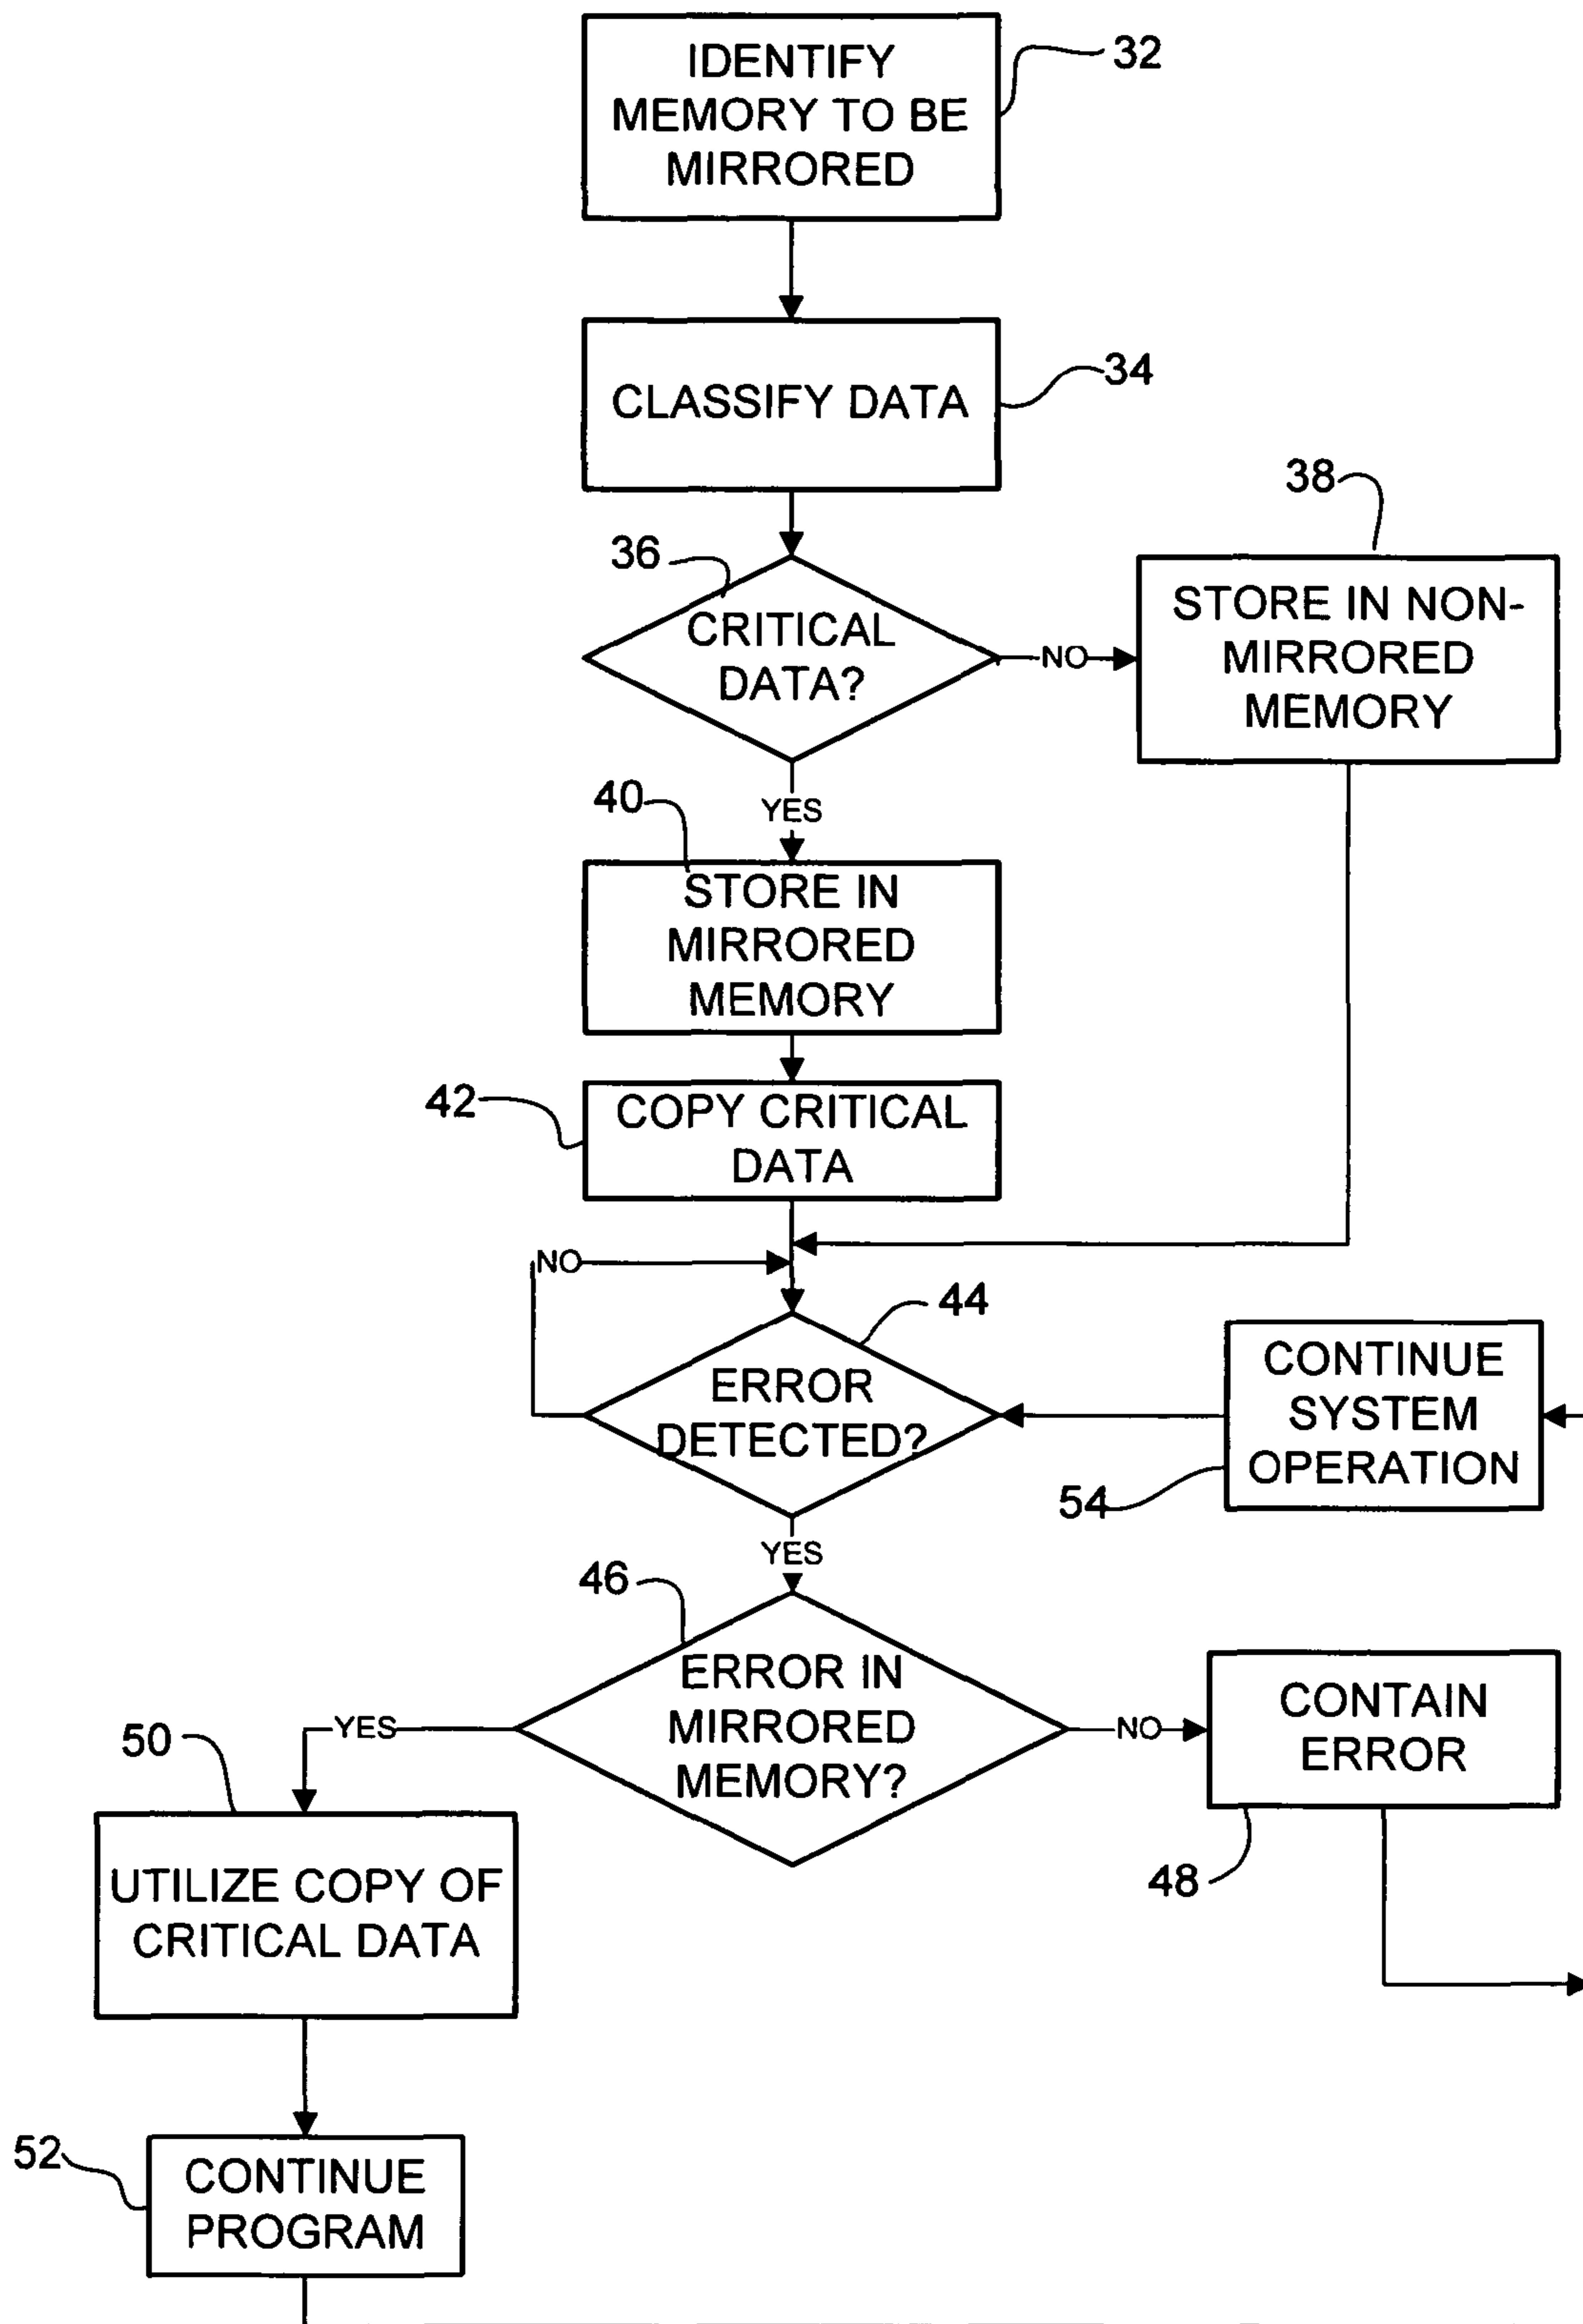 IDENTIFY
MEMORY TO BE
MIRRORED
32
CLASSIFY DATA
34
36
CRITICAL
DATA?
NO
38
STORE IN NON-
MIRRORED
MEMORY
YES
40
STORE IN
MIRRORED
MEMORY
42
COPY CRITICAL
DATA
NO
44
ERROR
DETECTED?
CONTINUE
SYSTEM
OPERATION
54
YES
46
ERROR IN
MIRRORED
MEMORY?
NO
CONTAIN
ERROR
48
YES
50
UTILIZE COPY OF
CRITICAL DATA
52
CONTINUE
PROGRAM